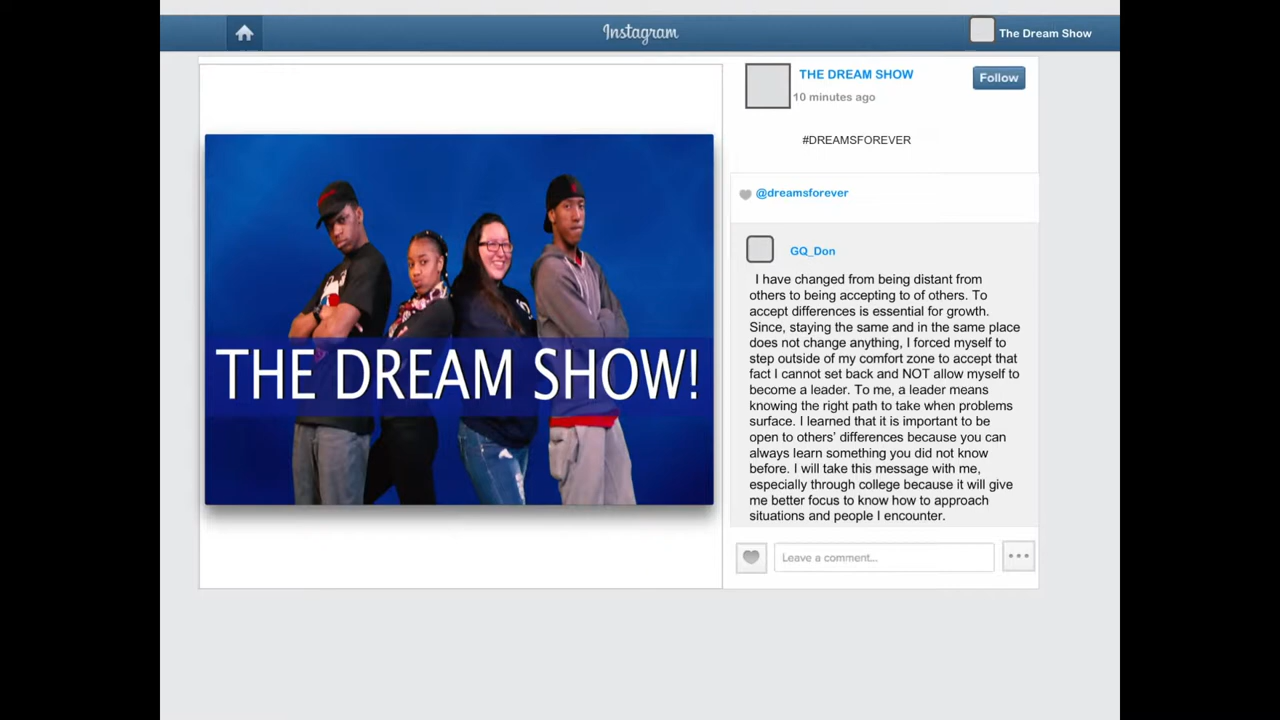 Instagram
The Dream Show
THE DREAM SHOW!
THE DREAM SHOW
Follow
10 minutes ago
#DREAMSFOREVER
@dreamsforever
GQ_Don
I have changed from being distant from
others to being accepting to of others. To
accept differences is essential for growth.
Since, staying the same and in the same place
does not change anything, I forced myself to
step outside of my comfort zone to accept that
fact I cannot set back and NOT allow myself to
become a leader. To me, a leader means
knowing the right path to take when problems
surface. I learned that it is important to be
open to others' differences because you can
always learn something you did not know
before. I will take this message with me,
especially through college because it will give
me better focus to know how to approach
situations and people I encounter.
Leave a comment...